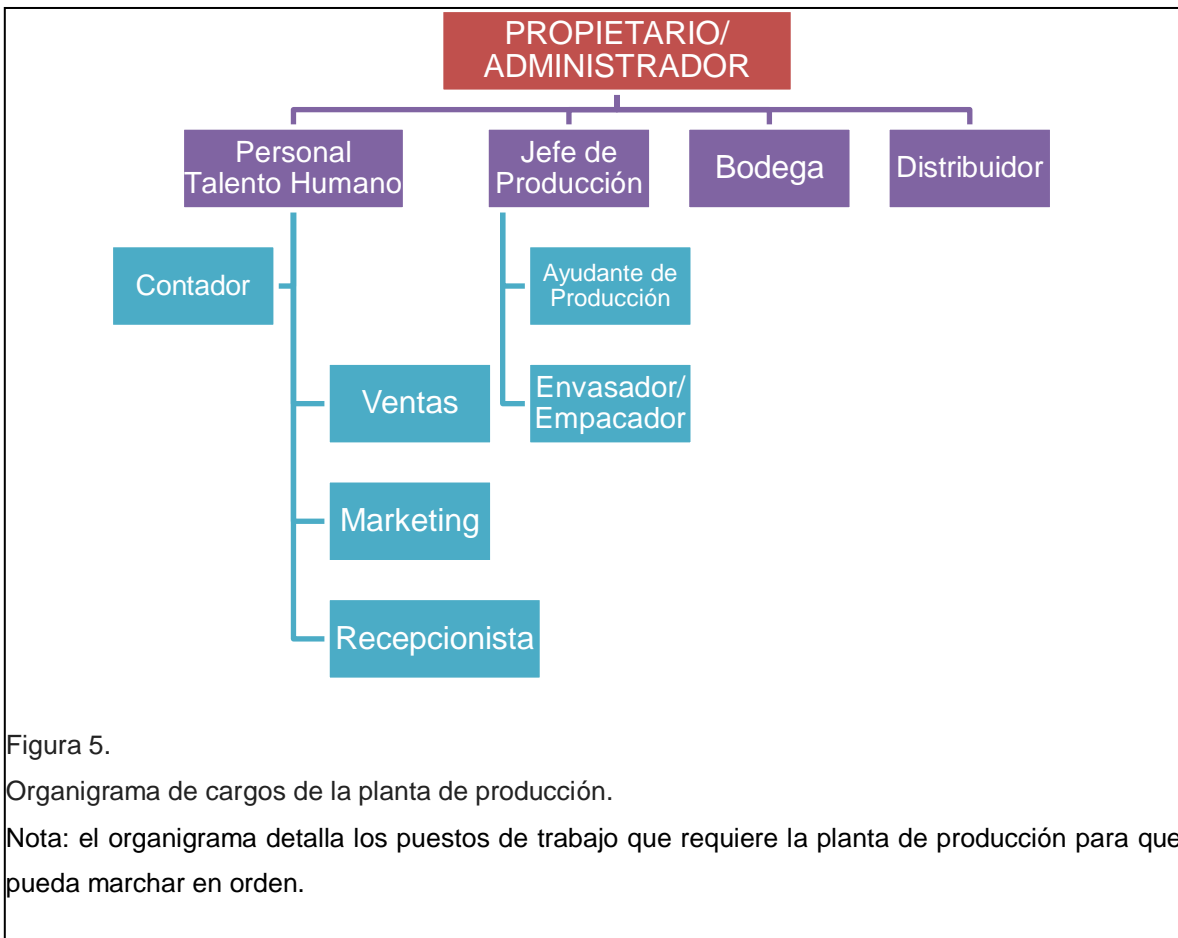 PROPIETARIO/
ADMINISTRADOR
Personal
Talento Humano
Jefe de
Producción
Bodega
Distribuidor
Contador
Ayudante de
Producción
Ventas
Envasador/
Empacador
Marketing
Recepcionista
Figura 5.
Organigrama de cargos de la planta de producción.
Nota: el organigrama detalla los puestos de trabajo que requiere la planta de producción para que
pueda marchar en orden.